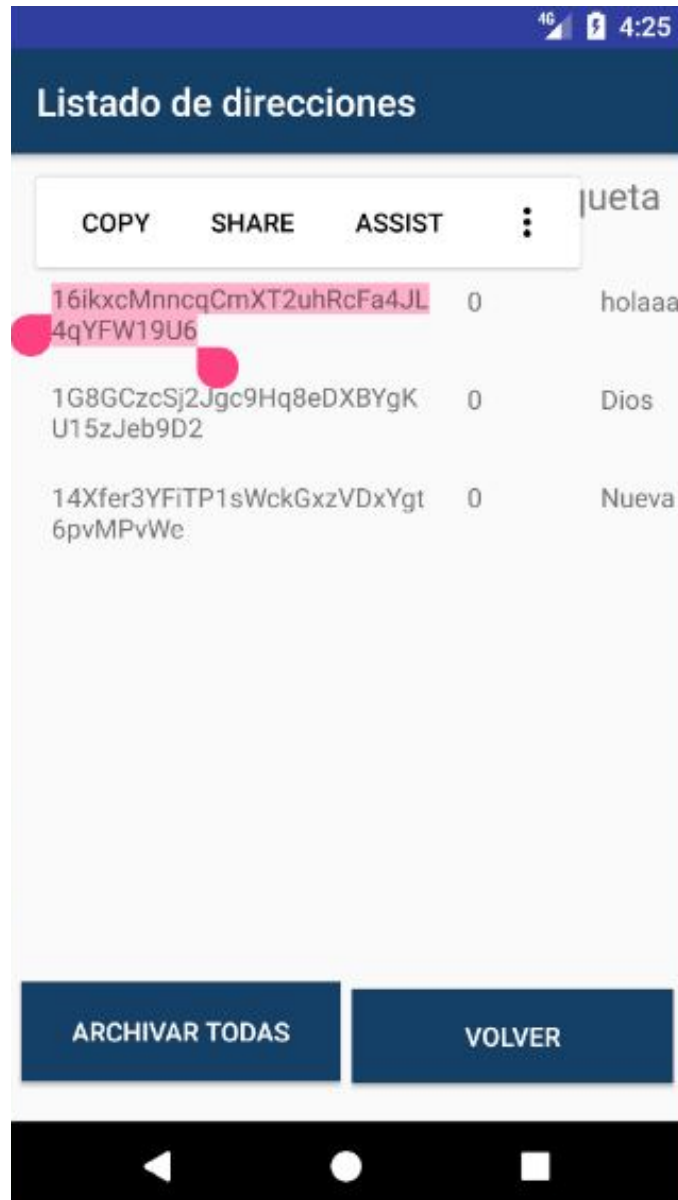 4G 4:25
Listado de direcciones
queta
COPY SHARE ASSIST
16ikxcMnncqCmXT2uhRcFa4JL 0 holaaa
4qYFW19U6
1G8GCzcSj2Jgc9Hq8eDXBYgK 0 Dios
U15zJeb9D2
14Xfer3YFiTP1sWckGxzVDxYgt 0 Nueva
6pvMPvWe
ARCHIVAR TODAS VOLVER